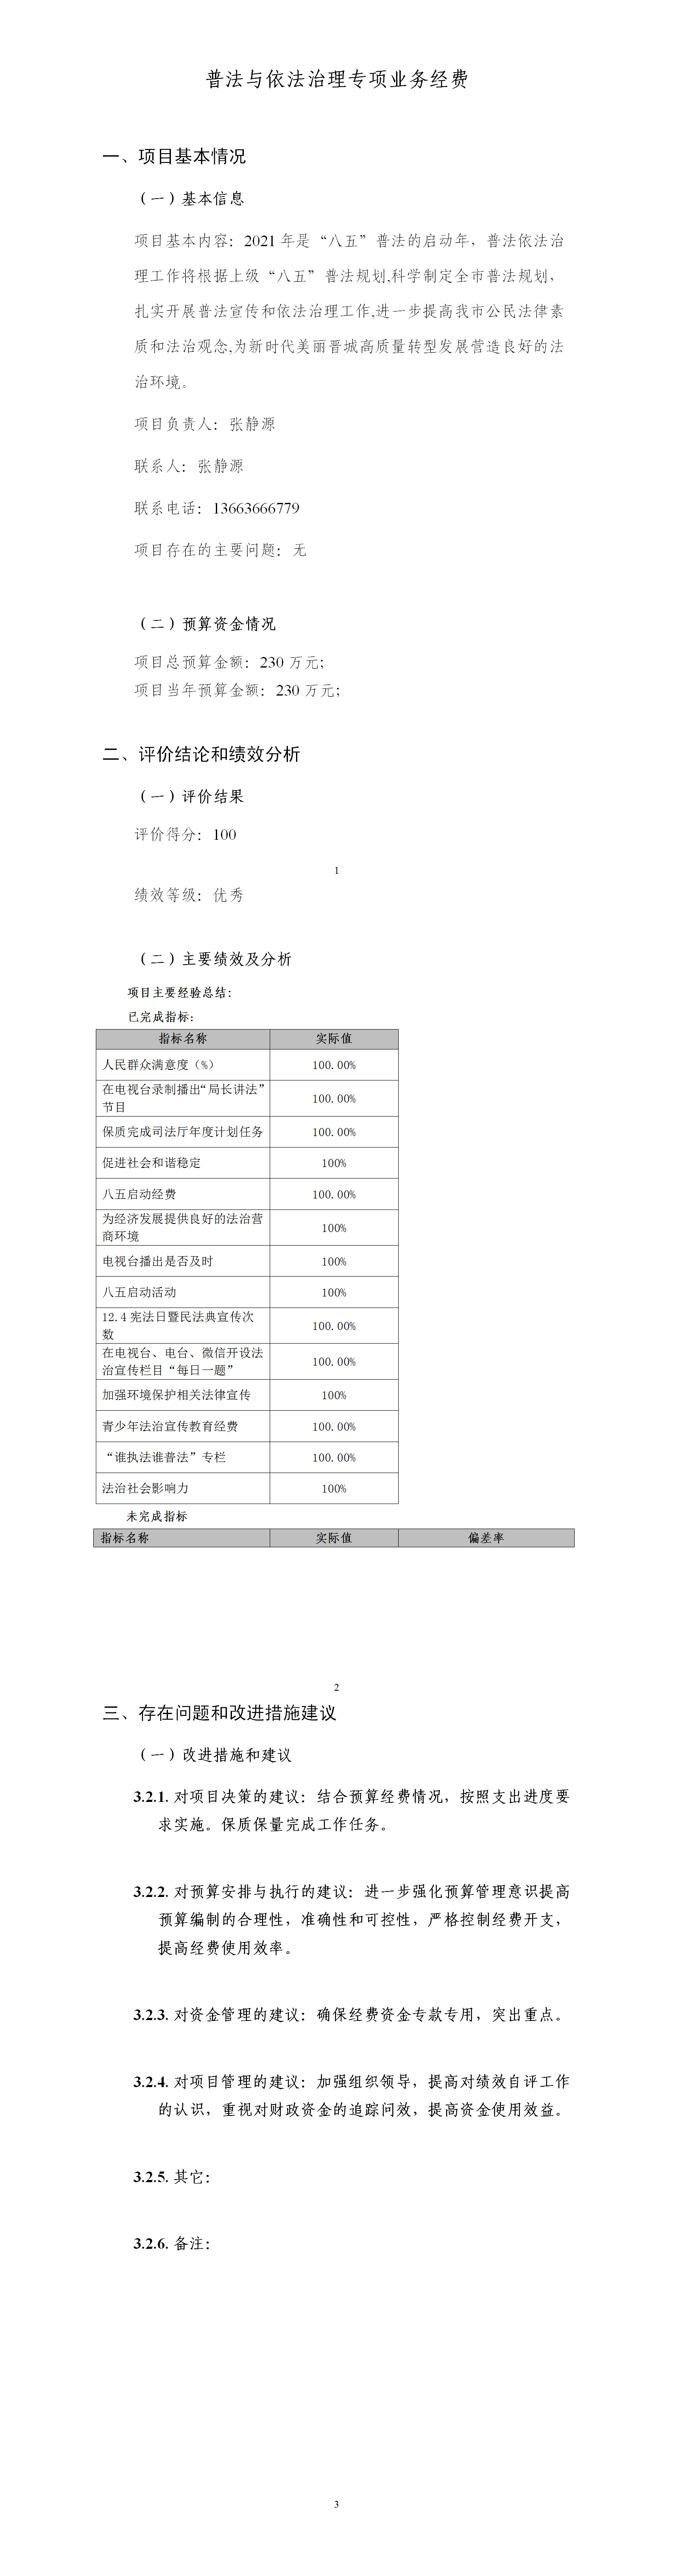 普法与依法治理专项业务经费
一、项目基本情况
（一）基本信息
项目基本内容：2021 年是“八五”普法的启动年，普法依法治
理工作将根据上级“八五”普法规划,科学制定全市普法规划，
扎实开展普法宣传和依法治理工作,进一步提高我市公民法律素
质和法治观念,为新时代美丽晋城高质量转型发展营造良好的法
治环境。
项目负责人：张静源
联系人：张静源
联系电话：13663666779
项目存在的主要问题：无
（二）预算资金情况
项目总预算金额：230 万元；
项目当年预算金额：230 万元；
二、评价结论和绩效分析
（一）评价结果
评价得分：100
1
绩效等级：优秀
（二）主要绩效及分析
项目主要经验总结：
已完成指标：
指标名称 实际值
人民群众满意度（%） 100.00%
在电视台录制播出“局长讲法”
节目 100.00%
保质完成司法厅年度计划任务 100.00%
促进社会和谐稳定 100%
八五启动经费 100.00%
为经济发展提供良好的法治营
商环境 100%
电视台播出是否及时 100%
八五启动活动 100%
12.4 宪法日暨民法典宣传次
数 100.00%
在电视台、电台、微信开设法
治宣传栏目“每日一题” 100.00%
加强环境保护相关法律宣传 100%
青少年法治宣传教育经费 100.00%
“谁执法谁普法”专栏 100.00%
法治社会影响力 100%
未完成指标
指标名称 实际值 偏差率
2
三、存在问题和改进措施建议
（一）改进措施和建议
3.2.1. 对项目决策的建议：结合预算经费情况，按照支出进度要
求实施。保质保量完成工作任务。
3.2.2. 对预算安排与执行的建议：进一步强化预算管理意识提高
预算编制的合理性，准确性和可控性，严格控制经费开支，
提高经费使用效率。
3.2.3. 对资金管理的建议：确保经费资金专款专用，突出重点。
3.2.4. 对项目管理的建议：加强组织领导，提高对绩效自评工作
的认识，重视对财政资金的追踪问效，提高资金使用效益。
3.2.5. 其它：
3.2.6. 备注：
3